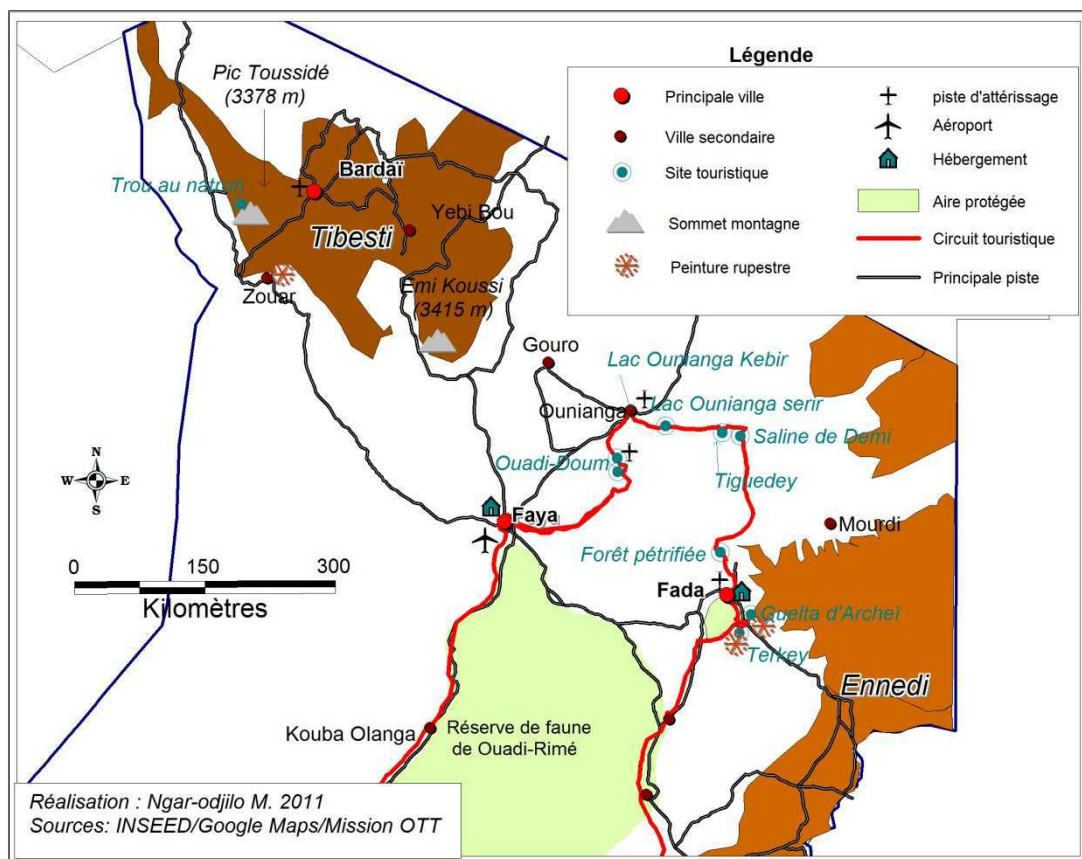 Légende
Principale ville
Ville secondaire
Site touristique
Sommet montagne
Peinture rupestre
piste d'attérissage
Aéroport
Hébergement
Aire protégée
Circuit touristique
Principale piste
Pic Toussidé
(3378 m)
Bardaï
Trou au natron
Yebi Bou
Tibesti
Zouar
Emi Koussi
(3415 m)
Gouro
Lac Ounianga Kebir
Ounianga
Lac Ounianga serir
Saline de Demi
Ouadi-Doum
Tiguedey
N
W
E
S
Faya
Mourdi
Forêt pétrifiée
0
150
300
Kilomètres
Fada
Guelta d'Archeï
Terkey
Ennedi
Kouba Olanga
Réserve de faune
de Ouadi-Rimé
Réalisation : Ngar-odjilo M. 2011
Sources: INSEED/Google Maps/Mission OTT